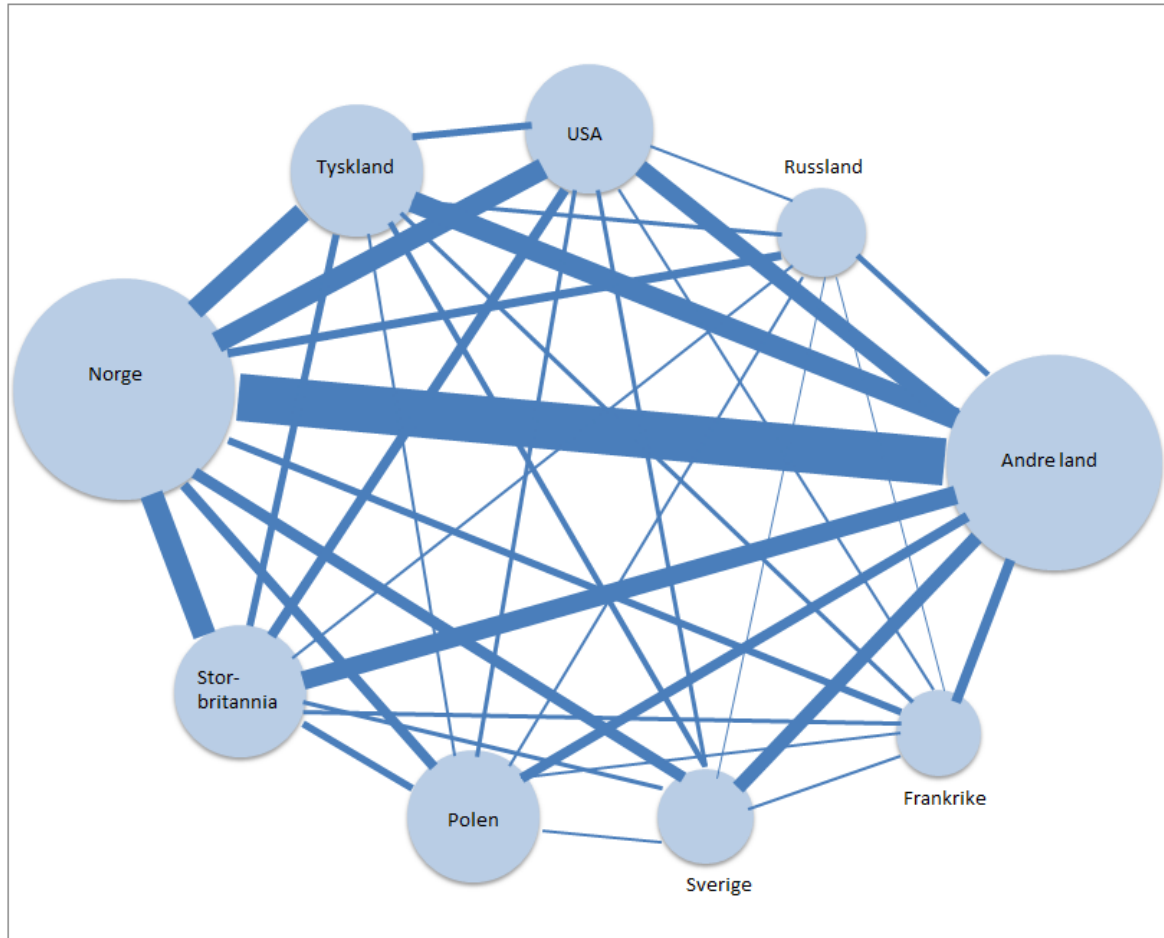 USA
Tyskland
Russland
Norge
Andre land
Stor-
britannia
Polen
Frankrike
Sverige